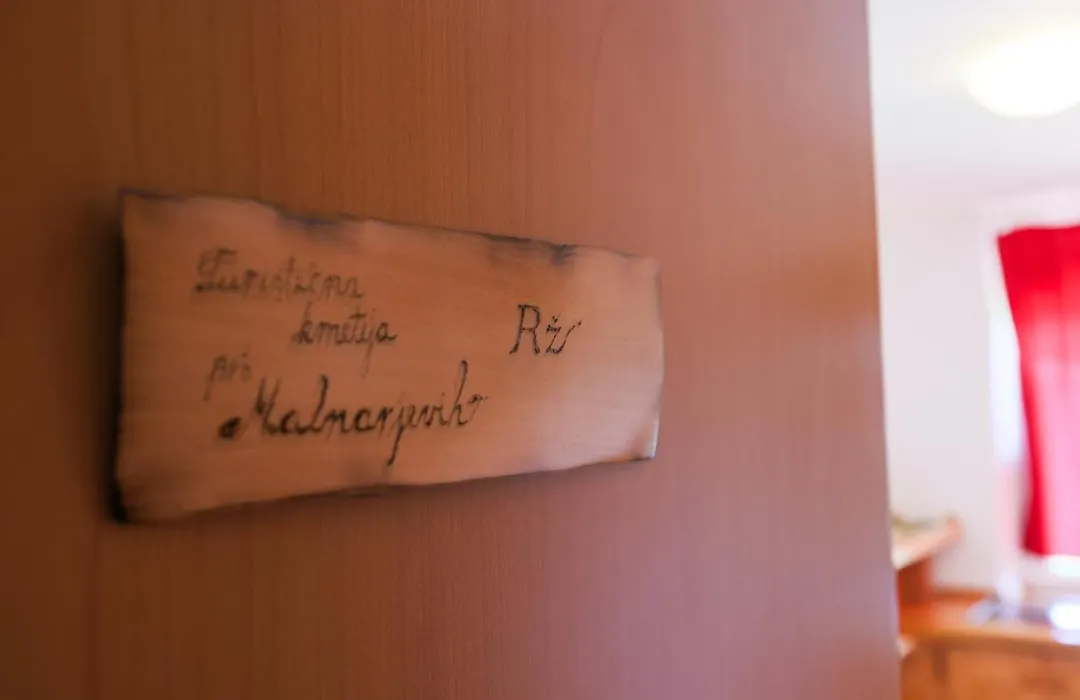 Turistična
kmetija
pri
Malnarjevih
Rž